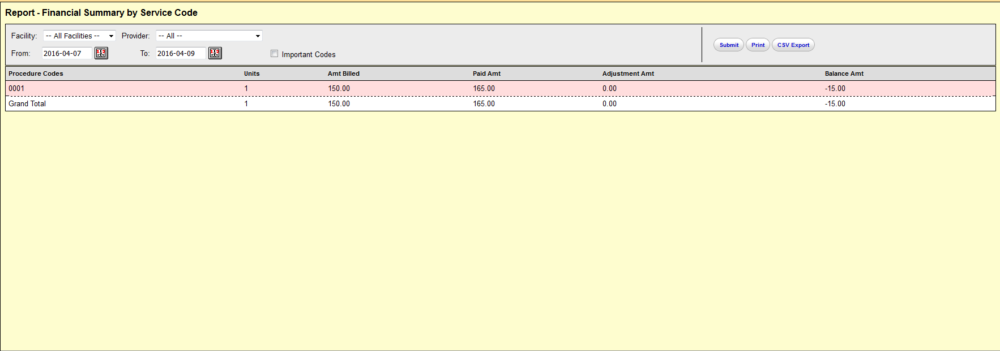 Report - Financial Summary by Service Code
Facility: -- All Facilities -- Provider: -- All --
From: 2016-04-07 To: 2016-04-09 Important Codes
Submit Print CSV Export
Procedure Codes Units Amt Billed Paid Amt Adjustment Amt Balance Amt
0001 1 150.00 165.00 0.00 -15.00
Grand Total 1 150.00 165.00 0.00 -15.00